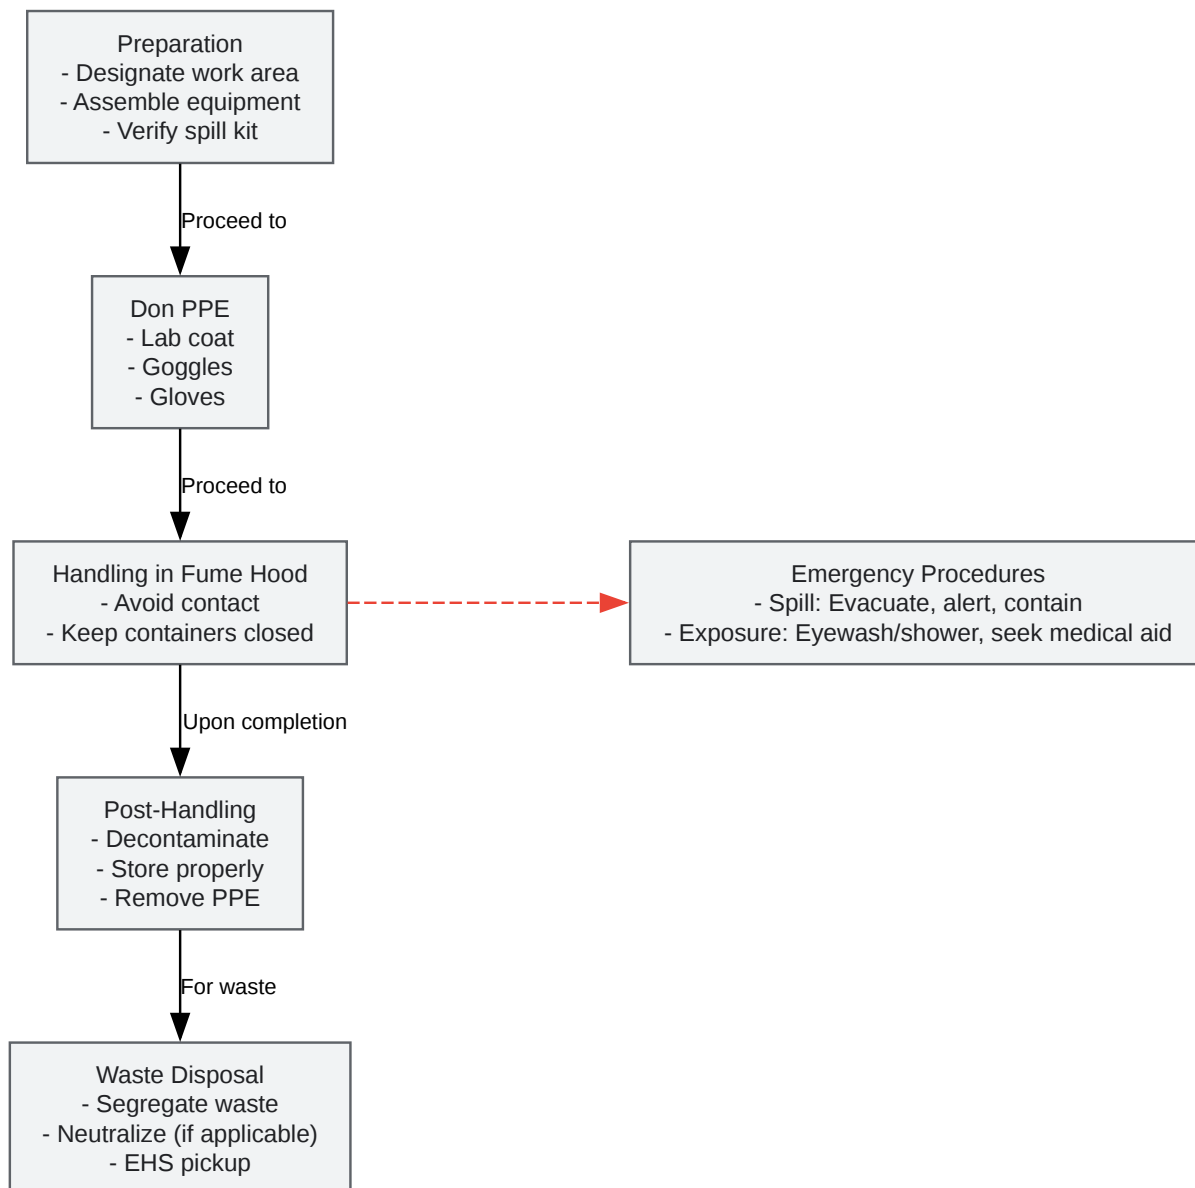 Preparation
- Designate work area
- Assemble equipment
- Verify spill kit
Proceed to
Don PPE
- Lab coat
- Goggles
- Gloves
Proceed to
Handling in Fume Hood
- Avoid contact
- Keep containers closed
Emergency Procedures
- Spill: Evacuate, alert, contain
- Exposure: Eyewash/shower, seek medical aid
Upon completion
Post-Handling
- Decontaminate
- Store properly
- Remove PPE
For waste
Waste Disposal
- Segregate waste
- Neutralize (if applicable)
- EHS pickup